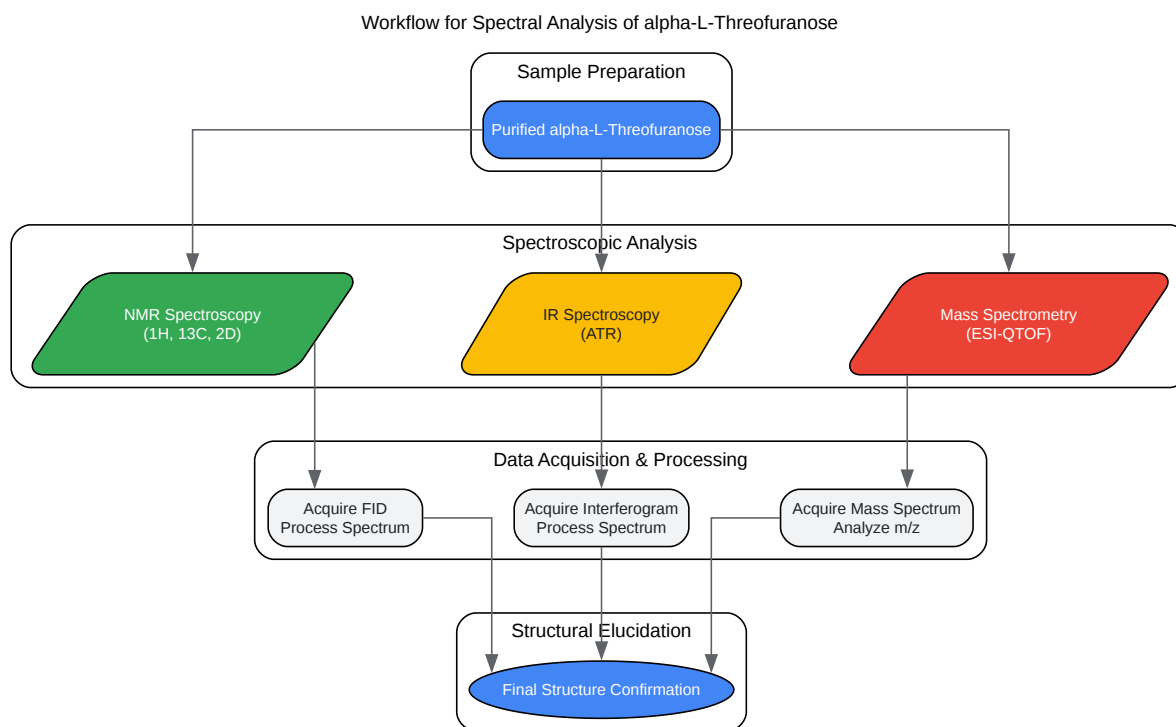 Workflow for Spectral Analysis of alpha-L-Threofuranose
Sample Preparation
Purified alpha-L-Threofuranose
Spectroscopic Analysis
NMR Spectroscopy
(1H, 13C, 2D)
IR Spectroscopy
(ATR)
Mass Spectrometry
(ESI-QTOF)
Data Acquisition & Processing
Acquire FID
Process Spectrum
Acquire Interferogram
Process Spectrum
Acquire Mass Spectrum
Analyze m/z
Structural Elucidation
Final Structure Confirmation